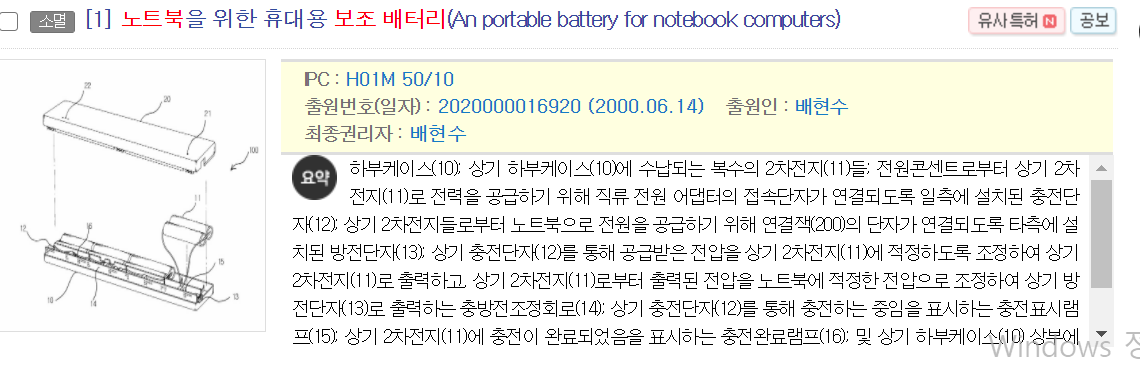 소멸 [1] 노트북을 위한 휴대용 보조 배터리(An portable battery for notebook computers) 유사특허 N 공보
IPC : H01M 50/10
출원번호(일자) : 2020000016920 (2000.06.14) 출원인 : 배현수
최종권리자 : 배현수
요약
하부케이스(10); 상기 하부케이스(10)에 수납되는 복수의 2차전지(11)들; 전원콘센트로부터 상기 2차
전지(11)로 전력을 공급하기 위해 직류 전원 어댑터의 접속단자가 연결되도록 일측에 설치된 충전단
자(12); 상기 2차전지들로부터 노트북으로 전원을 공급하기 위해 연결잭(200)의 단자가 연결되도록 타측에 설
치된 방전단자(13); 상기 충전단자(12)를 통해 공급받은 전압을 상기 2차전지(11)에 적정하도록 조정하여 상기
2차전지(11)로 출력하고, 상기 2차전지(11)로부터 출력된 전압을 노트북에 적정한 전압으로 조정하여 상기 방
전단자(13)로 출력하는 충방전조정회로(14); 상기 충전단자(12)를 통해 충전하는 중임을 표시하는 충전표시램
프(15); 상기 2차전지(11)에 충전이 완료되었음을 표시하는 충전완료램프(16); 및 상기 하부케이스(10) 상부에
22
20
21
100
11
16
12
15
10
14
13
Windows 정